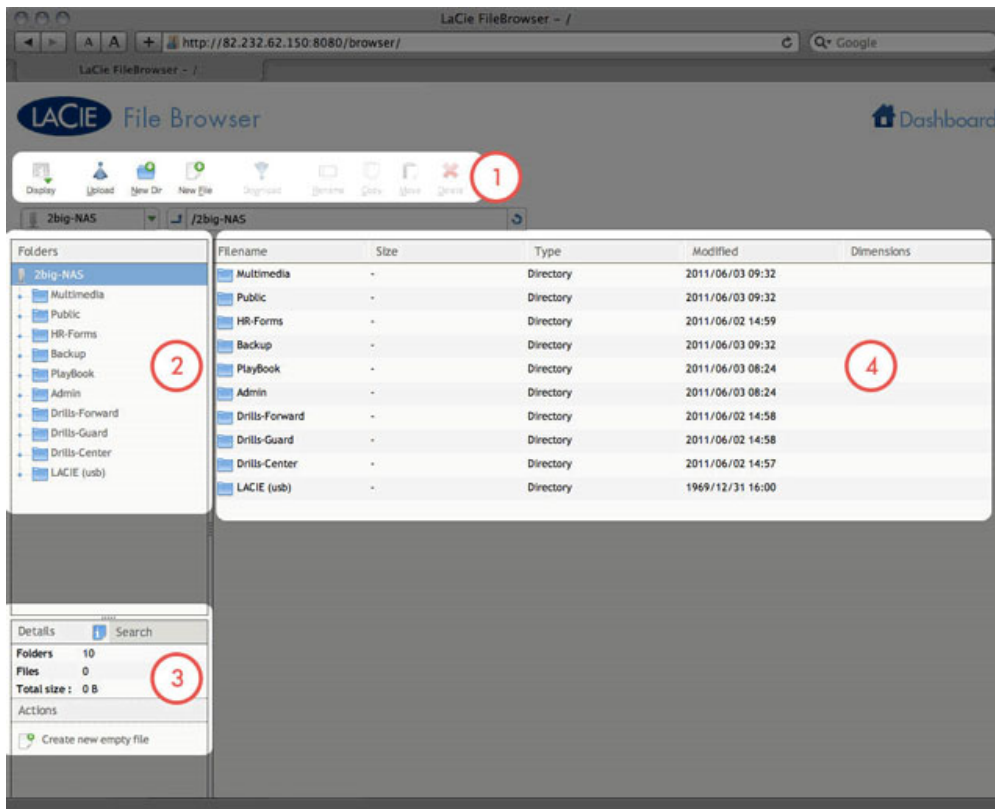 LaCie FileBrowser - /
A A + http://82.232.62.150:8080/browser/ Google
LaCie FileBrowser - /
LACIE File Browser Dashboard
Display Upload New Dir New File Download Rename Copy Move Delete 1
2big-NAS /2big-NAS
Folders
2big-NAS
Multimedia
Public
HR-Forms
Backup
PlayBook
Admin
Drills-Forward
Drills-Guard
Drills-Center
LACIE (usb)
2
Filename Size Type Modified Dimensions
Multimedia - Directory 2011/06/03 09:32
Public - Directory 2011/06/03 09:32
HR-Forms - Directory 2011/06/02 14:59
Backup - Directory 2011/06/03 09:32
PlayBook - Directory 2011/06/03 08:24
Admin - Directory 2011/06/03 08:24
Drills-Forward - Directory 2011/06/02 14:58
Drills-Guard - Directory 2011/06/02 14:58
Drills-Center - Directory 2011/06/02 14:57
LACIE (usb) - Directory 1969/12/31 16:00
4
Details Search
Folders 10
Files 0
Total size : 0 B
3
Actions
Create new empty file